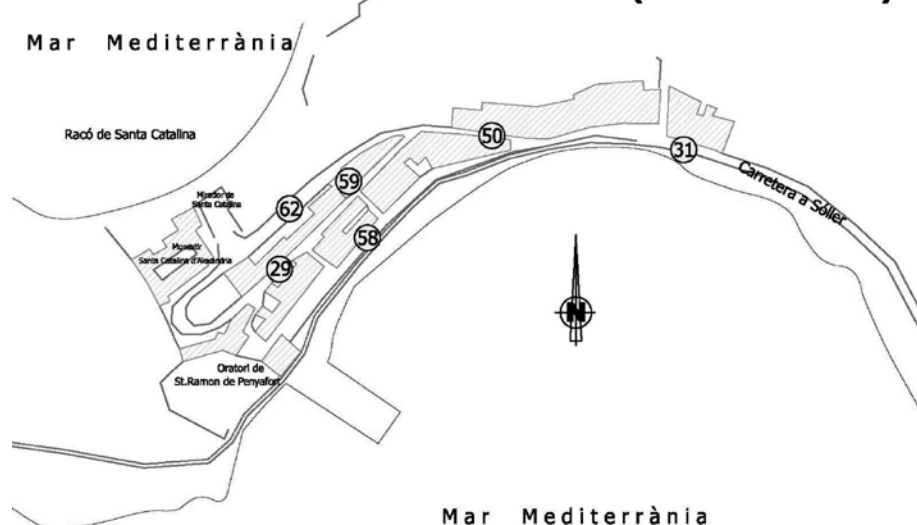 Mar Mediterrània
Racó de Santa Catalina
50
31
59
Carretera a Sóller
Mirador de
Santa Catalina
62
58
Monestir
Santa Catalina d'Alexandria
29
N
Oratori de
St.Ramon de Penyafort
Mar Mediterrània